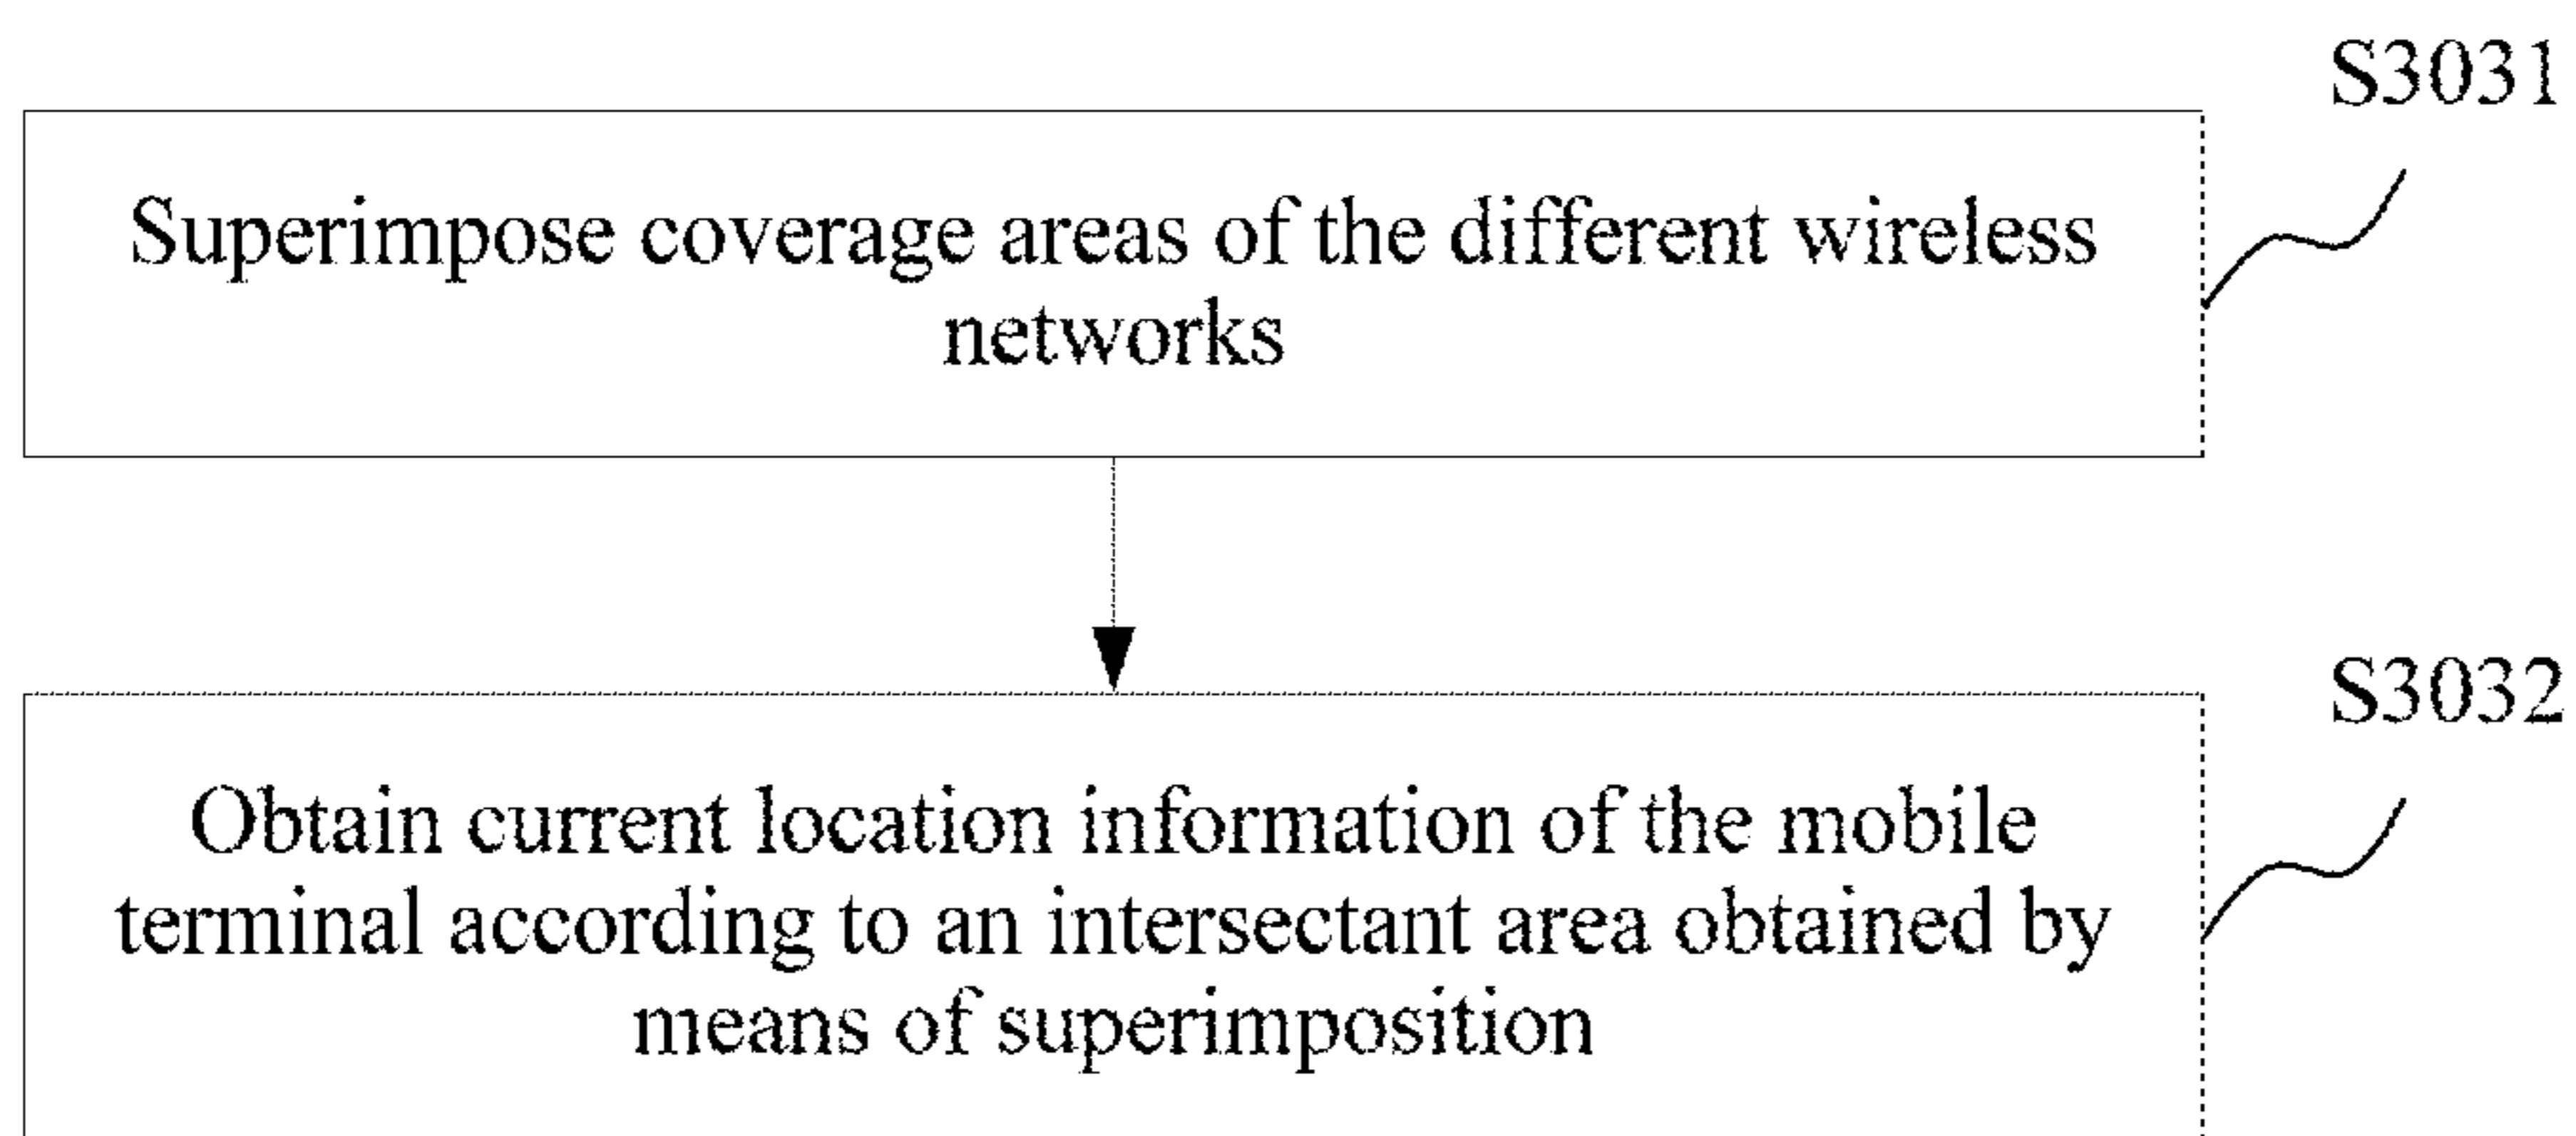 S3031
Superimpose coverage areas of the different wireless
networks
S3032
Obtain current location information of the mobile
terminal according to an intersectant area obtained by
means of superimposition